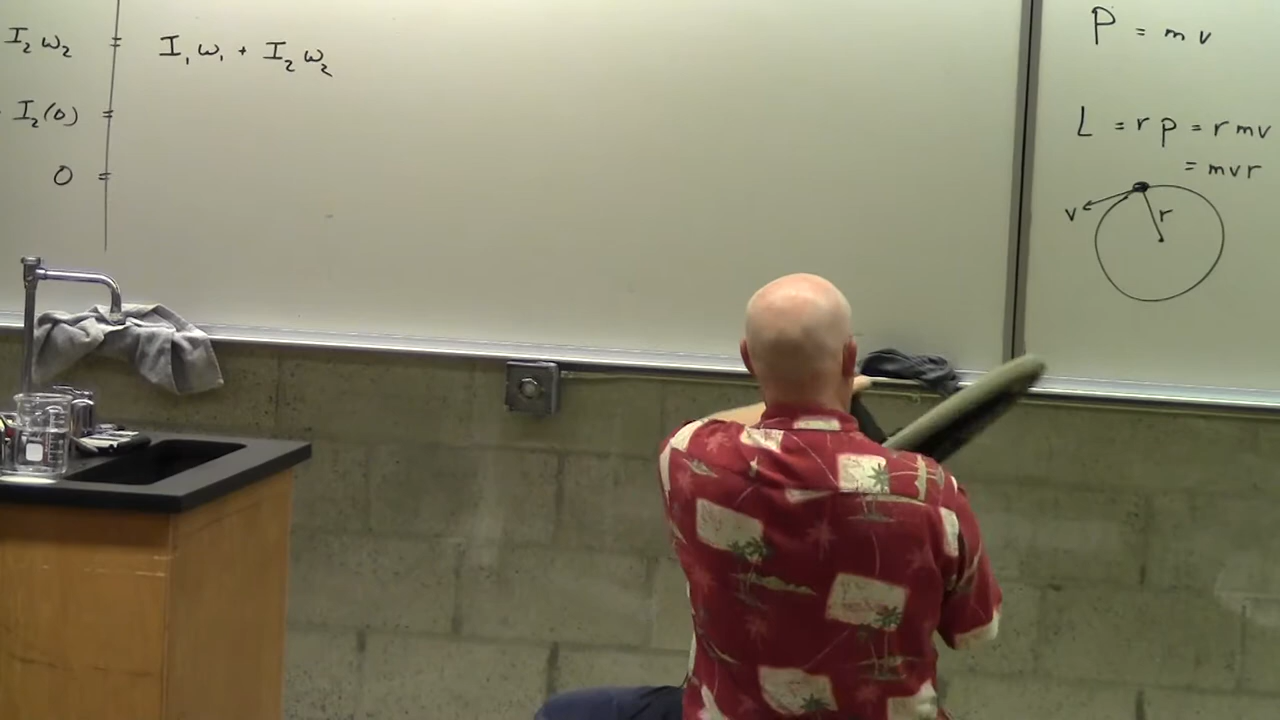 I₂ω₂ = I₁ω₁ + I₂ω₂
I₂(0) =
0 =
P = mv
L = rp = rmv
= mvr
v
r